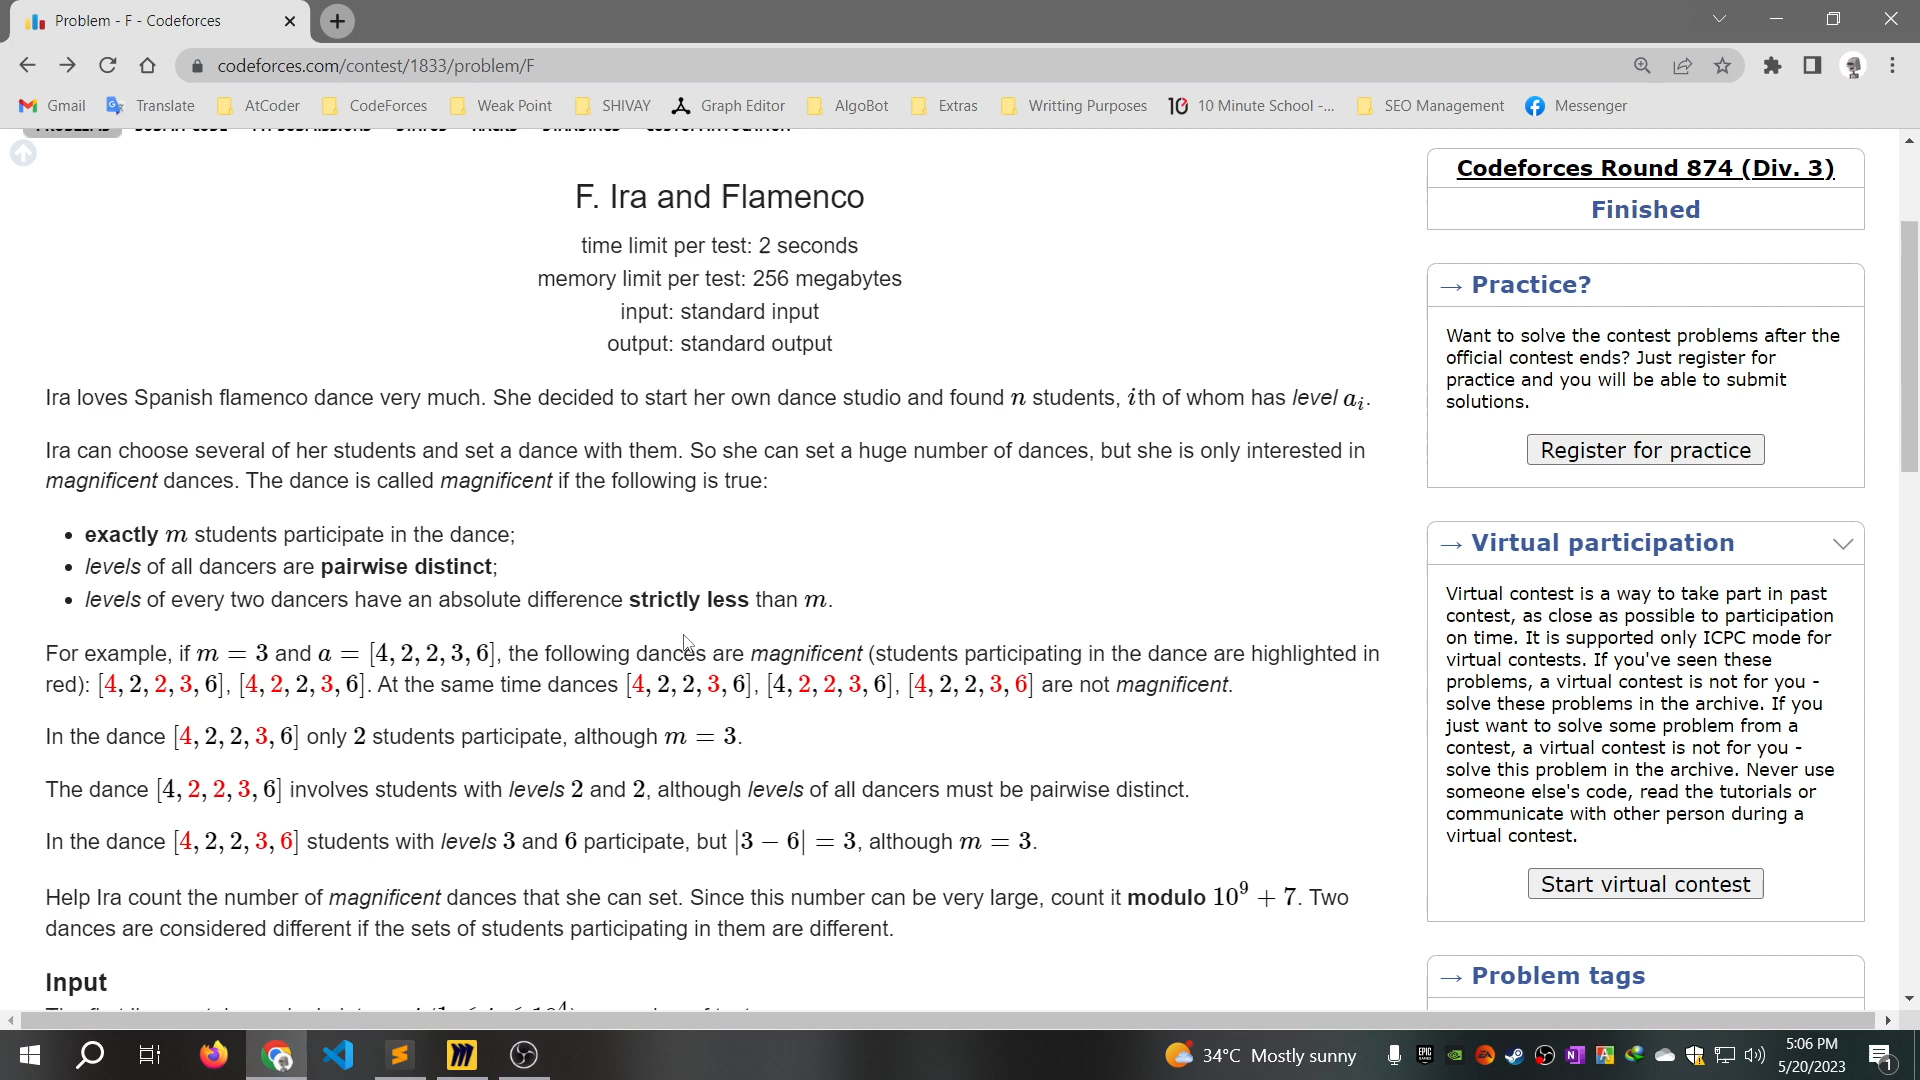 Problem - F - Codeforces
codeforces.com/contest/1833/problem/F
Gmail Translate AtCoder CodeForces Weak Point SHIVAY Graph Editor AlgoBot Extras Writting Purposes 10 Minute School -... SEO Management Messenger
F. Ira and Flamenco
time limit per test: 2 seconds
memory limit per test: 256 megabytes
input: standard input
output: standard output
Ira loves Spanish flamenco dance very much. She decided to start her own dance studio and found n students, ith of whom has level a_i.
Ira can choose several of her students and set a dance with them. So she can set a huge number of dances, but she is only interested in
magnificent dances. The dance is called magnificent if the following is true:
• exactly m students participate in the dance;
• levels of all dancers are pairwise distinct;
• levels of every two dancers have an absolute difference strictly less than m.
For example, if m = 3 and a = [4, 2, 2, 3, 6], the following dances are magnificent (students participating in the dance are highlighted in
red): [4, 2, 2, 3, 6], [4, 2, 2, 3, 6]. At the same time dances [4, 2, 2, 3, 6], [4, 2, 2, 3, 6], [4, 2, 2, 3, 6] are not magnificent.
In the dance [4, 2, 2, 3, 6] only 2 students participate, although m = 3.
The dance [4, 2, 2, 3, 6] involves students with levels 2 and 2, although levels of all dancers must be pairwise distinct.
In the dance [4, 2, 2, 3, 6] students with levels 3 and 6 participate, but |3 − 6| = 3, although m = 3.
Help Ira count the number of magnificent dances that she can set. Since this number can be very large, count it modulo 10^9 + 7. Two
dances are considered different if the sets of students participating in them are different.
Input
Codeforces Round 874 (Div. 3)
Finished
→ Practice?
Want to solve the contest problems after the
official contest ends? Just register for
practice and you will be able to submit
solutions.
Register for practice
→ Virtual participation
Virtual contest is a way to take part in past
contest, as close as possible to participation
on time. It is supported only ICPC mode for
virtual contests. If you've seen these
problems, a virtual contest is not for you -
solve these problems in the archive. If you
just want to solve some problem from a
contest, a virtual contest is not for you -
solve this problem in the archive. Never use
someone else's code, read the tutorials or
communicate with other person during a
virtual contest.
Start virtual contest
→ Problem tags
34°C Mostly sunny
5:06 PM
5/20/2023
1